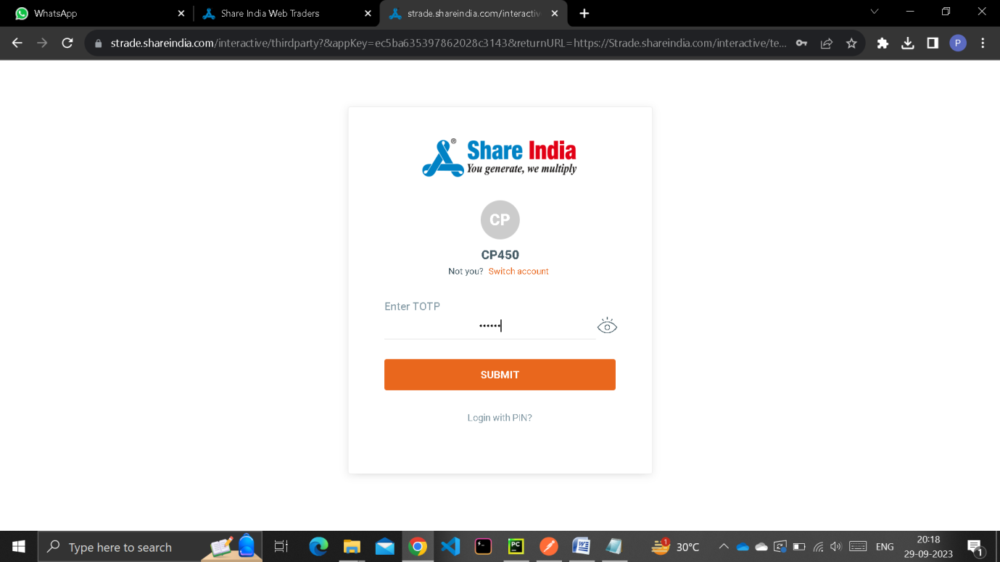 WhatsApp
Share India Web Traders
strade.shareindia.com/interactiv
strade.shareindia.com/interactive/thirdparty?&appKey=ec5ba635397862028c3143&returnURL=https://Strade.shareindia.com/interactive/te...
P
®
Share India
You generate, we multiply
CP
CP450
Not you? Switch account
Enter TOTP
••••••
SUBMIT
Login with PIN?
Type here to search
PC
1
30°C
ENG
20:18
29-09-2023
1